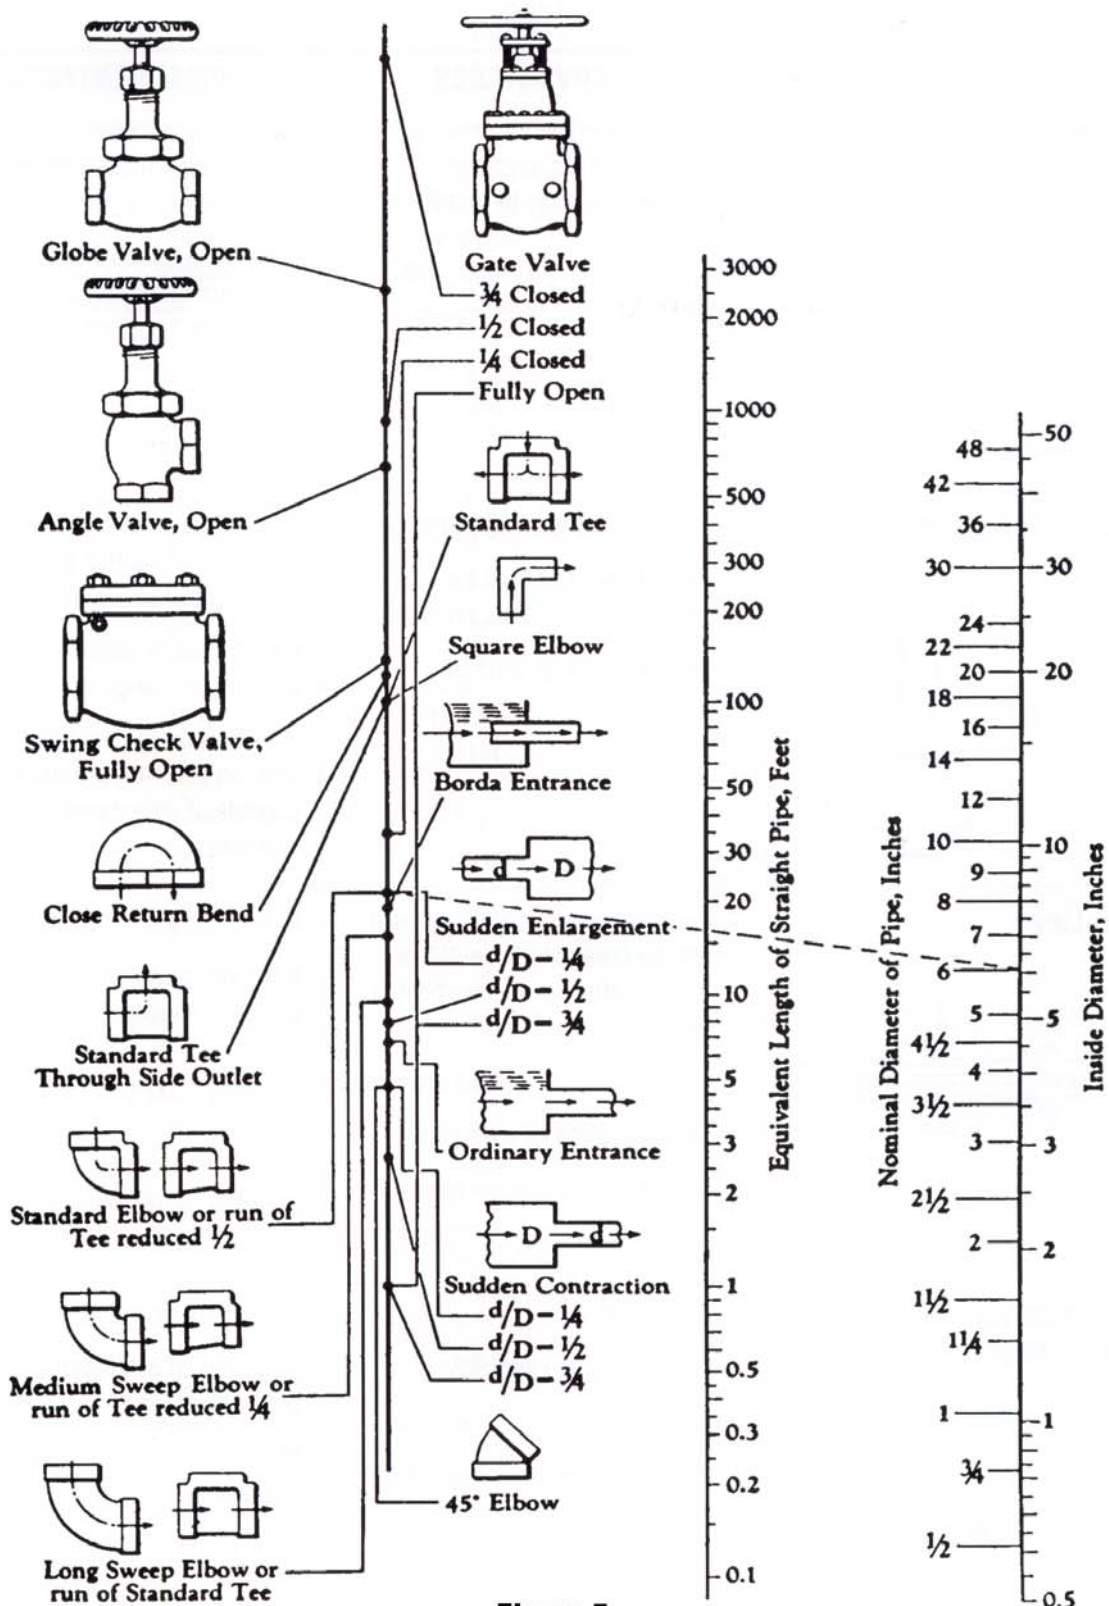 Globe Valve, Open
Angle Valve, Open
Swing Check Valve,
Fully Open
Close Return Bend
Standard Tee
Through Side Outlet
Standard Elbow or run of
Tee reduced ½
Medium Sweep Elbow or
run of Tee reduced ¼
Long Sweep Elbow or
run of Standard Tee
Gate Valve
¾ Closed
½ Closed
¼ Closed
Fully Open
Standard Tee
Square Elbow
Borda Entrance
d
D
Sudden Enlargement
d/D=¼
d/D=½
d/D=¾
Ordinary Entrance
D
d
Sudden Contraction
d/D=¼
d/D=½
d/D=¾
45° Elbow
3000
2000
1000
500
300
200
100
50
30
20
10
5
3
2
1
0.5
0.3
0.2
0.1
Equivalent Length of Straight Pipe, Feet
Nominal Diameter of Pipe, Inches
48
42
36
30
24
22
20
18
16
14
12
10
9
8
7
6
5
4½
4
3½
3
2½
2
1½
1¼
1
¾
½
50
30
20
10
5
3
2
1
0.5
Inside Diameter, Inches